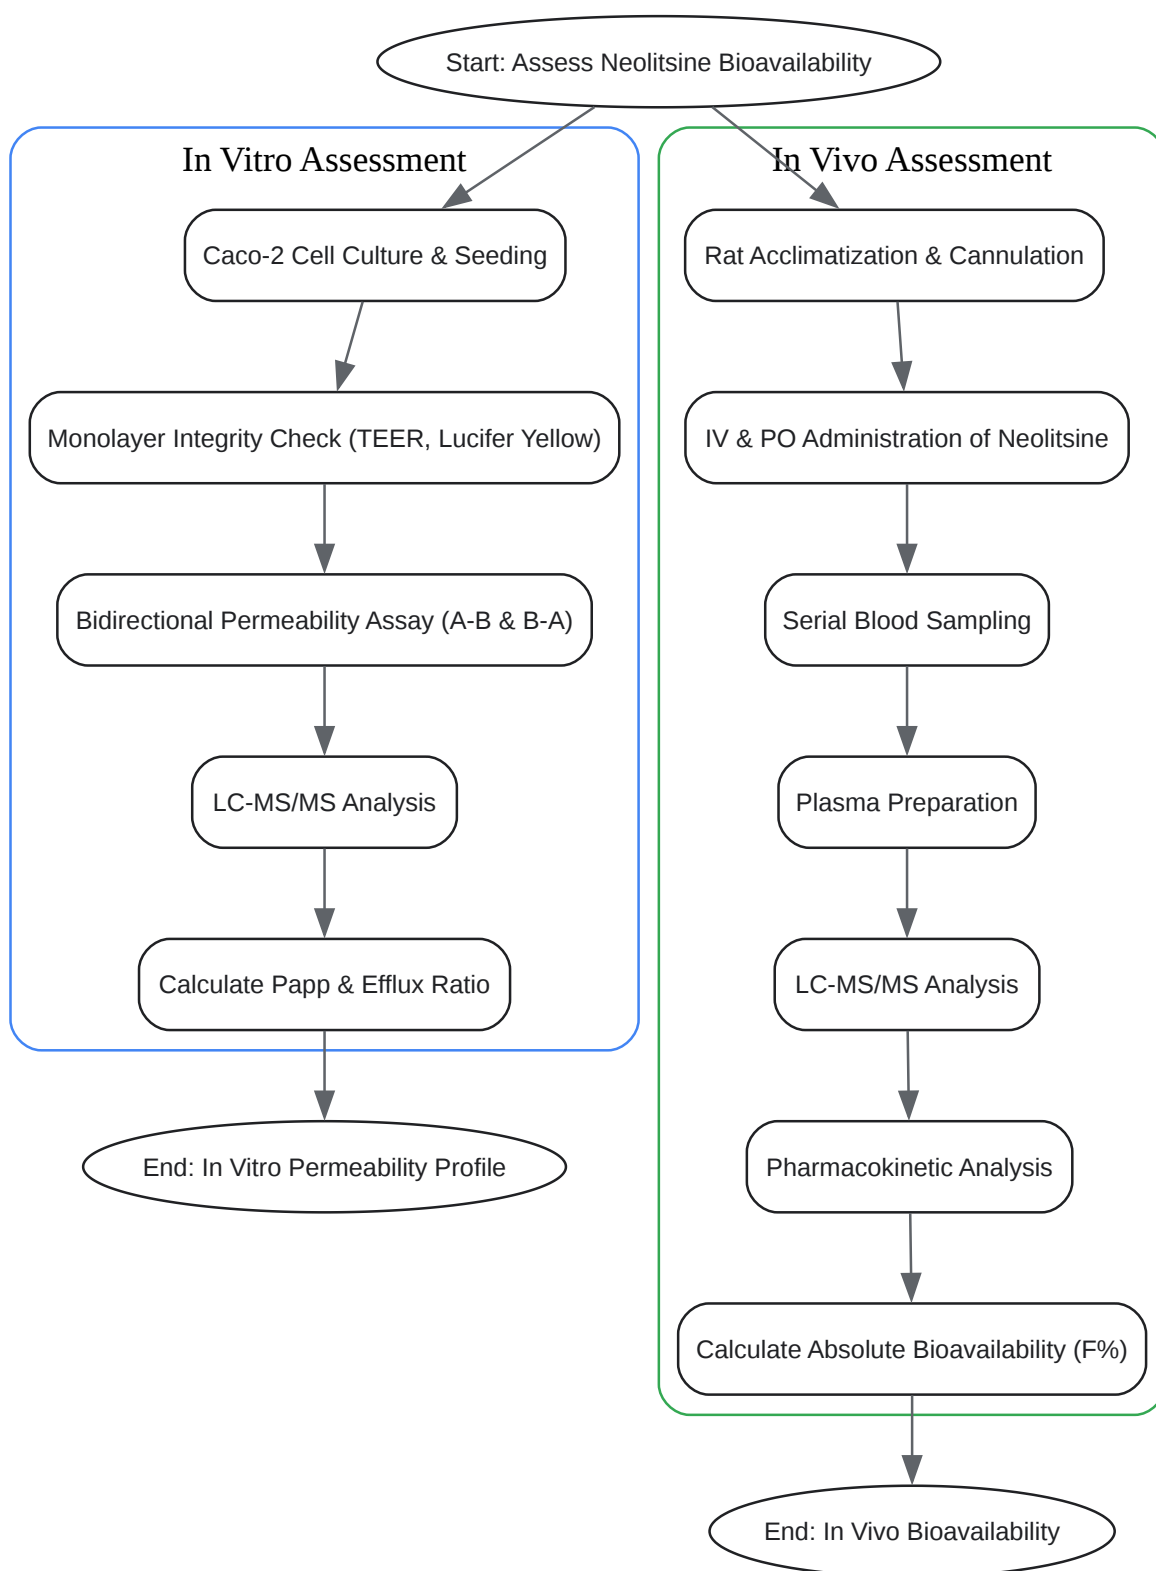 Start: Assess Neolitsine Bioavailability
In Vitro Assessment
Caco-2 Cell Culture & Seeding
Monolayer Integrity Check (TEER, Lucifer Yellow)
Bidirectional Permeability Assay (A-B & B-A)
LC-MS/MS Analysis
Calculate Papp & Efflux Ratio
End: In Vitro Permeability Profile
In Vivo Assessment
Rat Acclimatization & Cannulation
IV & PO Administration of Neolitsine
Serial Blood Sampling
Plasma Preparation
LC-MS/MS Analysis
Pharmacokinetic Analysis
Calculate Absolute Bioavailability (F%)
End: In Vivo Bioavailability